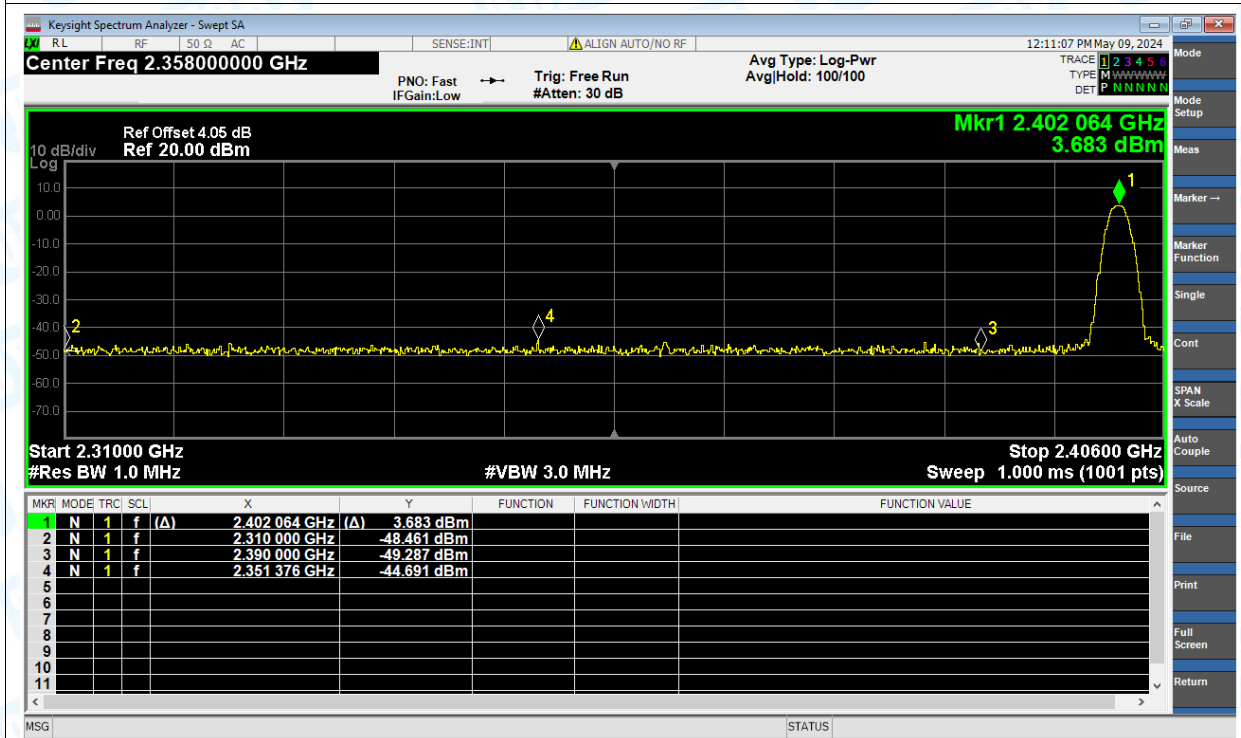 Keysight Spectrum Analyzer - Swept SA
LXI RL RF 50 Ω AC SENSE:INT ALIGN AUTO/NO RF 12:11:07 PM May 09, 2024
Center Freq 2.358000000 GHz
PNO: Fast
IFGain:Low
Trig: Free Run
#Atten: 30 dB
Avg Type: Log-Pwr
Avg|Hold: 100/100
TRACE 1 2 3 4 5 6
TYPE M WWWWW
DET P N N N N N
Mkr1 2.402 064 GHz
3.683 dBm
Ref Offset 4.05 dB
10 dB/div Ref 20.00 dBm
Log
10.0
0.00
-10.0
-20.0
-30.0
-40.0
-50.0
-60.0
-70.0
1
2
4
3
Start 2.31000 GHz Stop 2.40600 GHz
#Res BW 1.0 MHz #VBW 3.0 MHz Sweep 1.000 ms (1001 pts)
MKR MODE TRC SCL X Y FUNCTION FUNCTION WIDTH FUNCTION VALUE
1 N 1 f (Δ) 2.402 064 GHz (Δ) 3.683 dBm
2 N 1 f 2.310 000 GHz -48.461 dBm
3 N 1 f 2.390 000 GHz -49.287 dBm
4 N 1 f 2.351 376 GHz -44.691 dBm
5
6
7
8
9
10
11
MSG STATUS
Mode
Mode Setup
Meas
Marker →
Marker Function
Single
Cont
SPAN X Scale
Auto Couple
Source
File
Print
Full Screen
Return